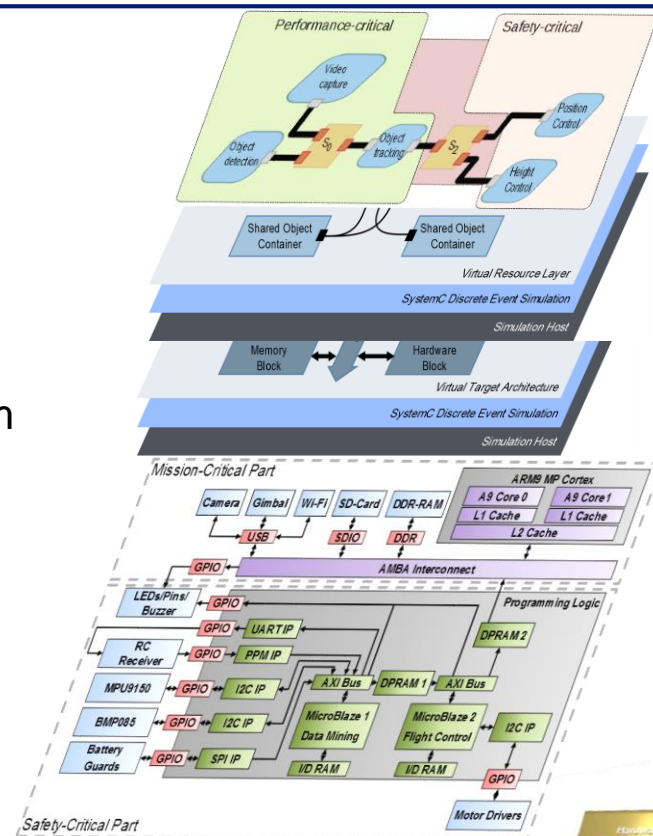 Performance-critical
Safety-critical
Video
capture
Position
Control
Object
detection
S0
Object
tracking
S2
Height
Control
Shared Object
Container
Shared Object
Container
Virtual Resource Layer
SystemC Discrete Event Simulation
Simulation Host
Memory
Block
Hardware
Block
Virtual Target Architecture
SystemC Discrete Event Simulation
Simulation Host
Mission-Critical Part
ARM9 MP Cortex
A9 Core 0
A9 Core1
L1 Cache
L1 Cache
L2 Cache
Camera
Gimbal
Wi-Fi
SD-Card
DDR-RAM
USB
SDIO
DDR
GPIO
AMBA Interconnect
LEDs/Pins/
Buzzer
GPIO
Programming Logic
GPIO
UART IP
DPRAM 2
RC
Receiver
GPIO
PPM IP
MPU9150
GPIO
I2C IP
AXI Bus
DPRAM 1
AXI Bus
BMP085
GPIO
I2C IP
MicroBlaze 1
Data Mining
MicroBlaze 2
Flight Control
I2C IP
Battery
Guards
GPIO
SPI IP
I/D RAM
I/D RAM
GPIO
Motor Drivers
Safety-Critical Part